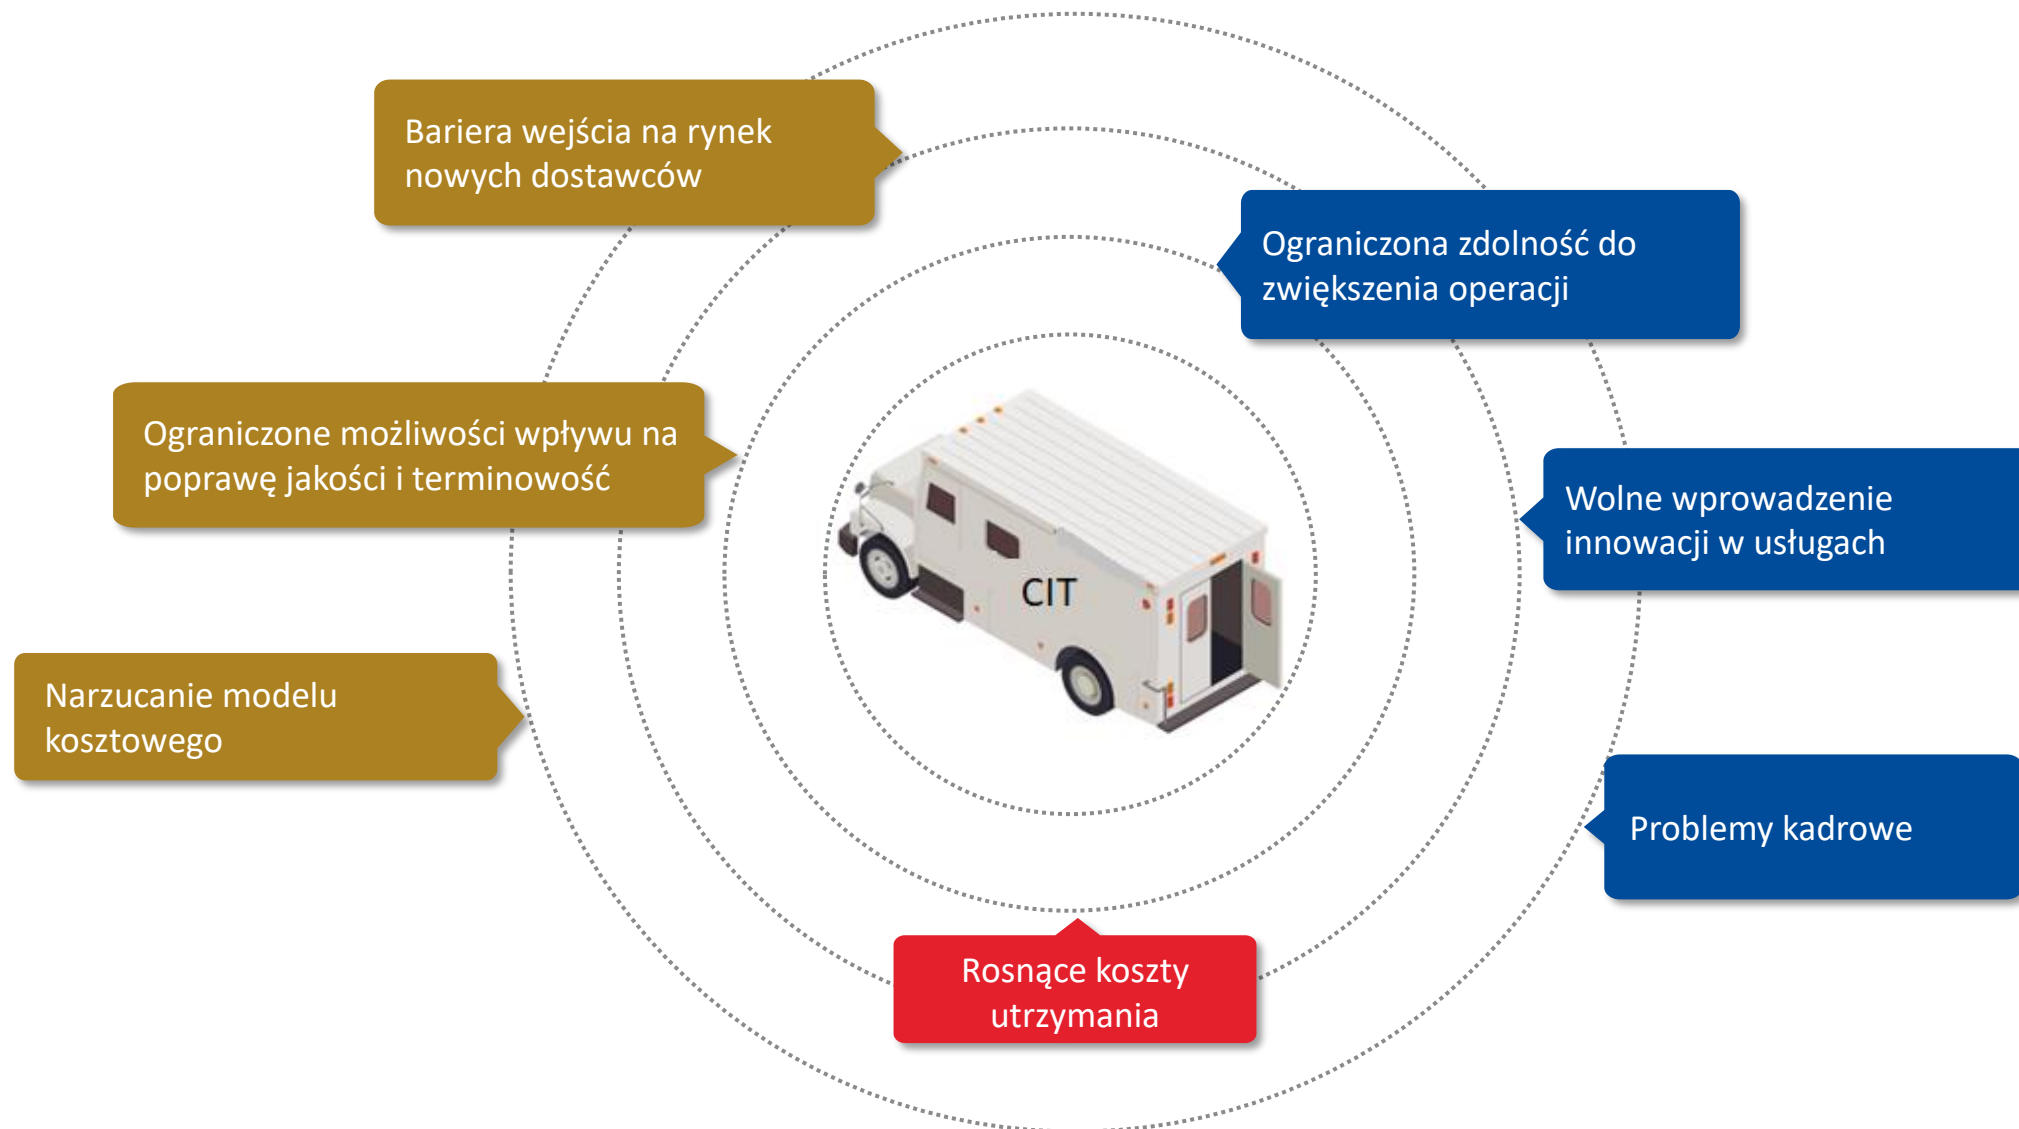 Bariera wejścia na rynek
nowych dostawców
Ograniczona zdolność do
zwiększenia operacji
Ograniczone możliwości wpływu na
poprawę jakości i terminowość
Wolne wprowadzenie
innowacji w usługach
CIT
Narzucanie modelu
kosztowego
Problemy kadrowe
Rosnące koszty
utrzymania